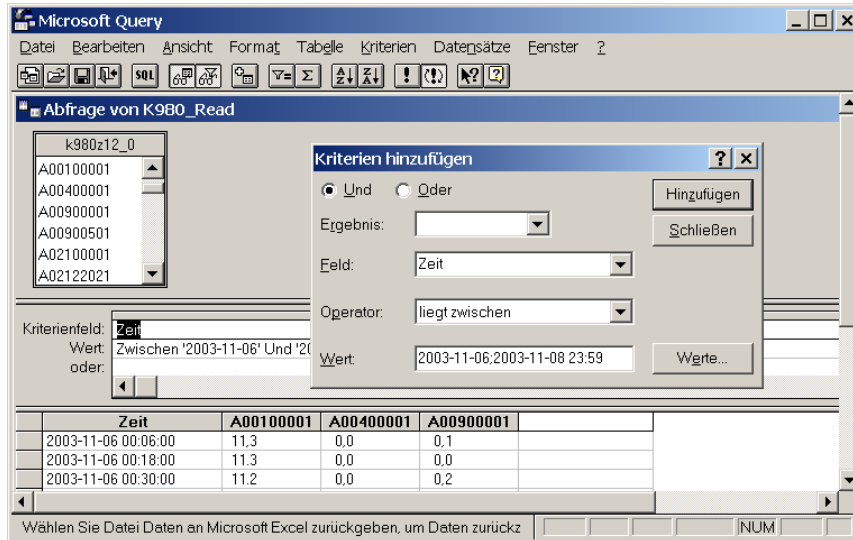 Microsoft Query
Datei Bearbeiten Ansicht Format Tabelle Kriterien Datensätze Fenster ?
SQL
Abfrage von K980_Read
k980z12_0
A00100001
A00400001
A00900001
A00900501
A02100001
A02122021
Kriterien hinzufügen
Und Oder
Hinzufügen
Ergebnis:
Schließen
Feld: Zeit
Operator: liegt zwischen
Wert: 2003-11-06;2003-11-08 23:59 Werte...
Kriterienfeld: Zeit
Wert: Zwischen '2003-11-06' Und '20
oder:
Zeit A00100001 A00400001 A00900001
2003-11-06 00:06:00 11,3 0,0 0,1
2003-11-06 00:18:00 11.3 0,0 0,0
2003-11-06 00:30:00 11.2 0,0 0,2
Wählen Sie Datei Daten an Microsoft Excel zurückgeben, um Daten zurückz NUM